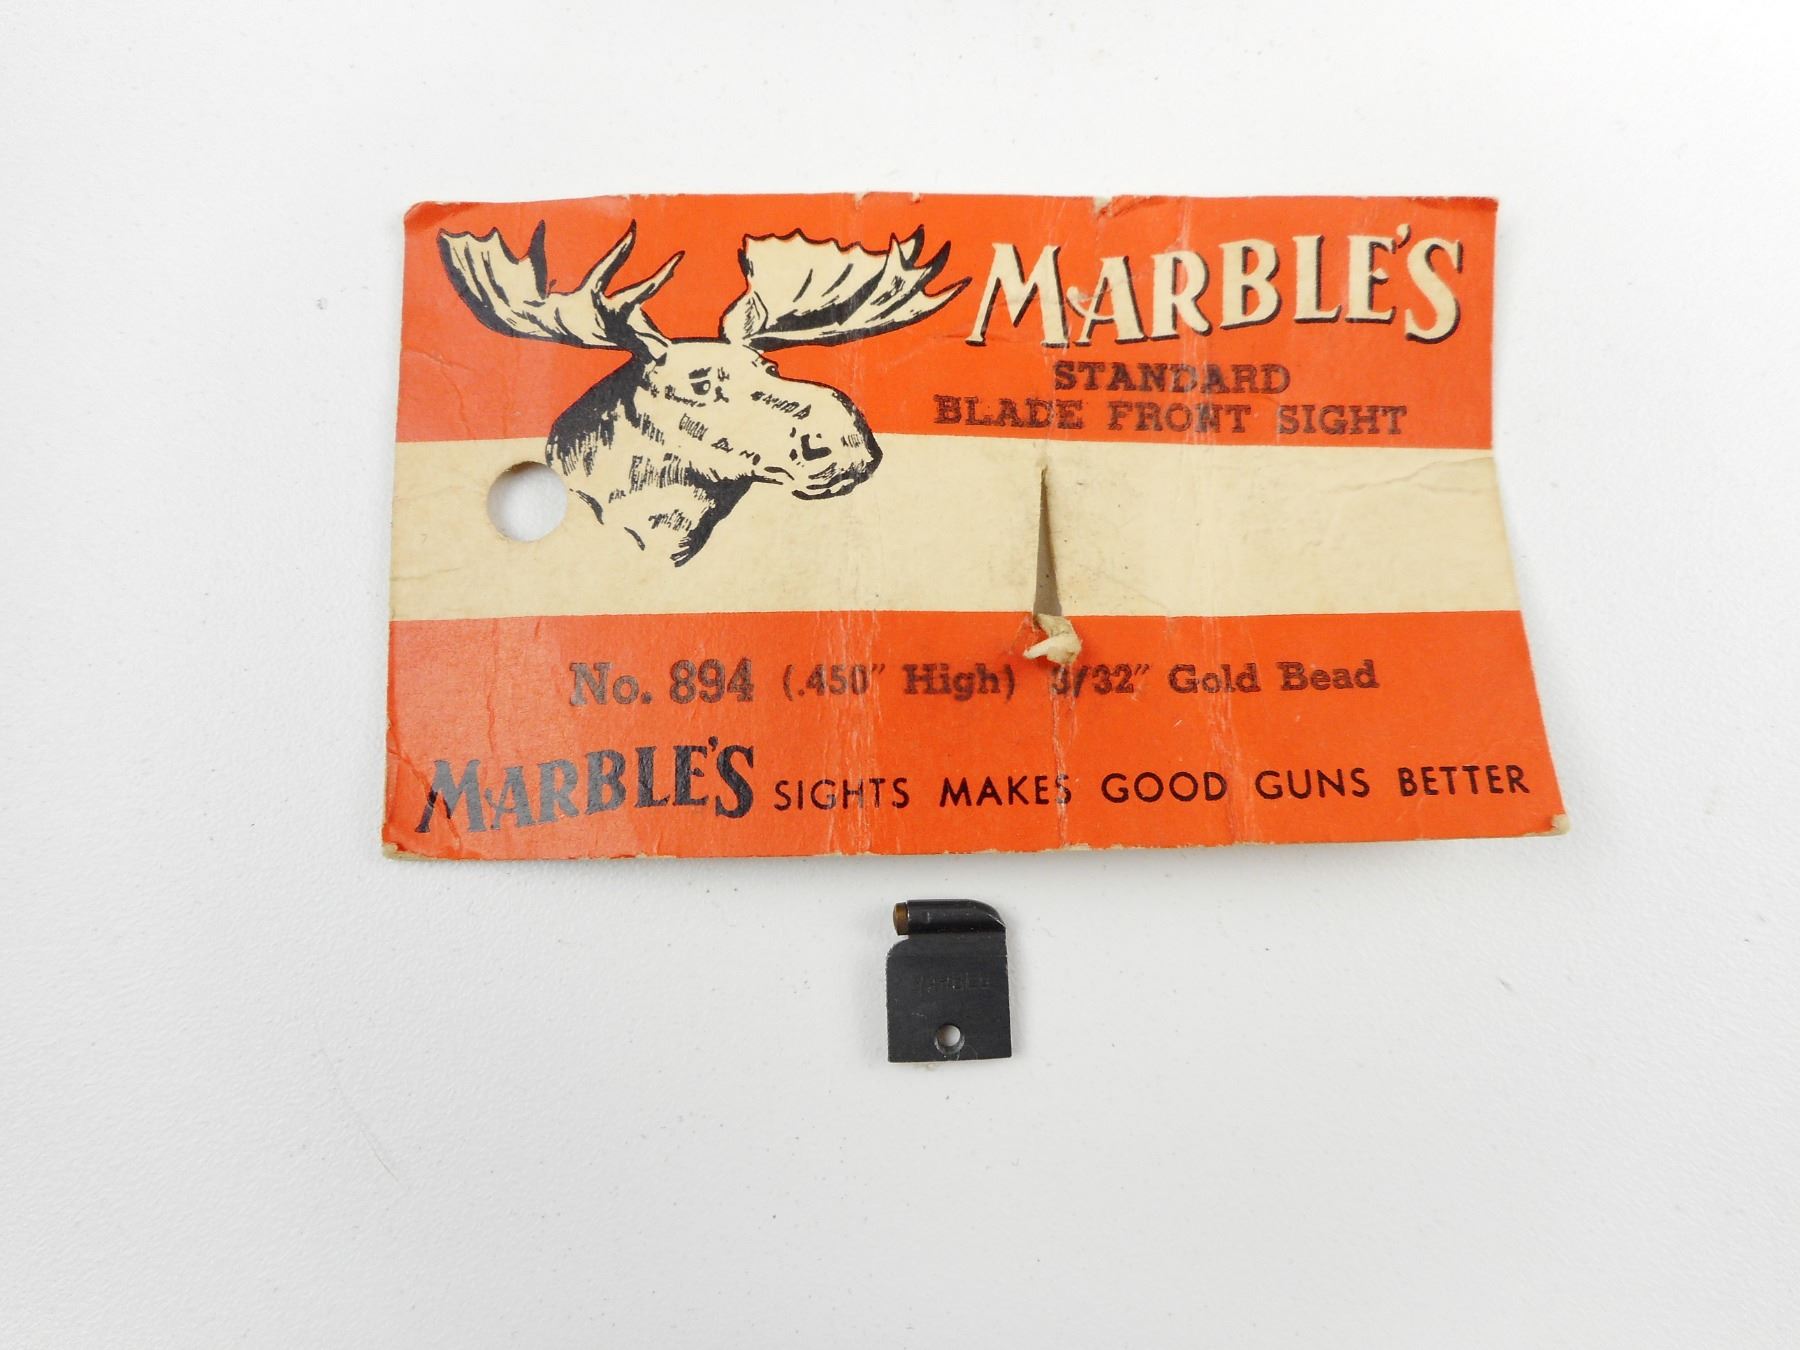 MARBLE'S
STANDARD
BLADE FRONT SIGHT
No. 894 (.450" High) 3/32" Gold Bead
MARBLE'S SIGHTS MAKES GOOD GUNS BETTER